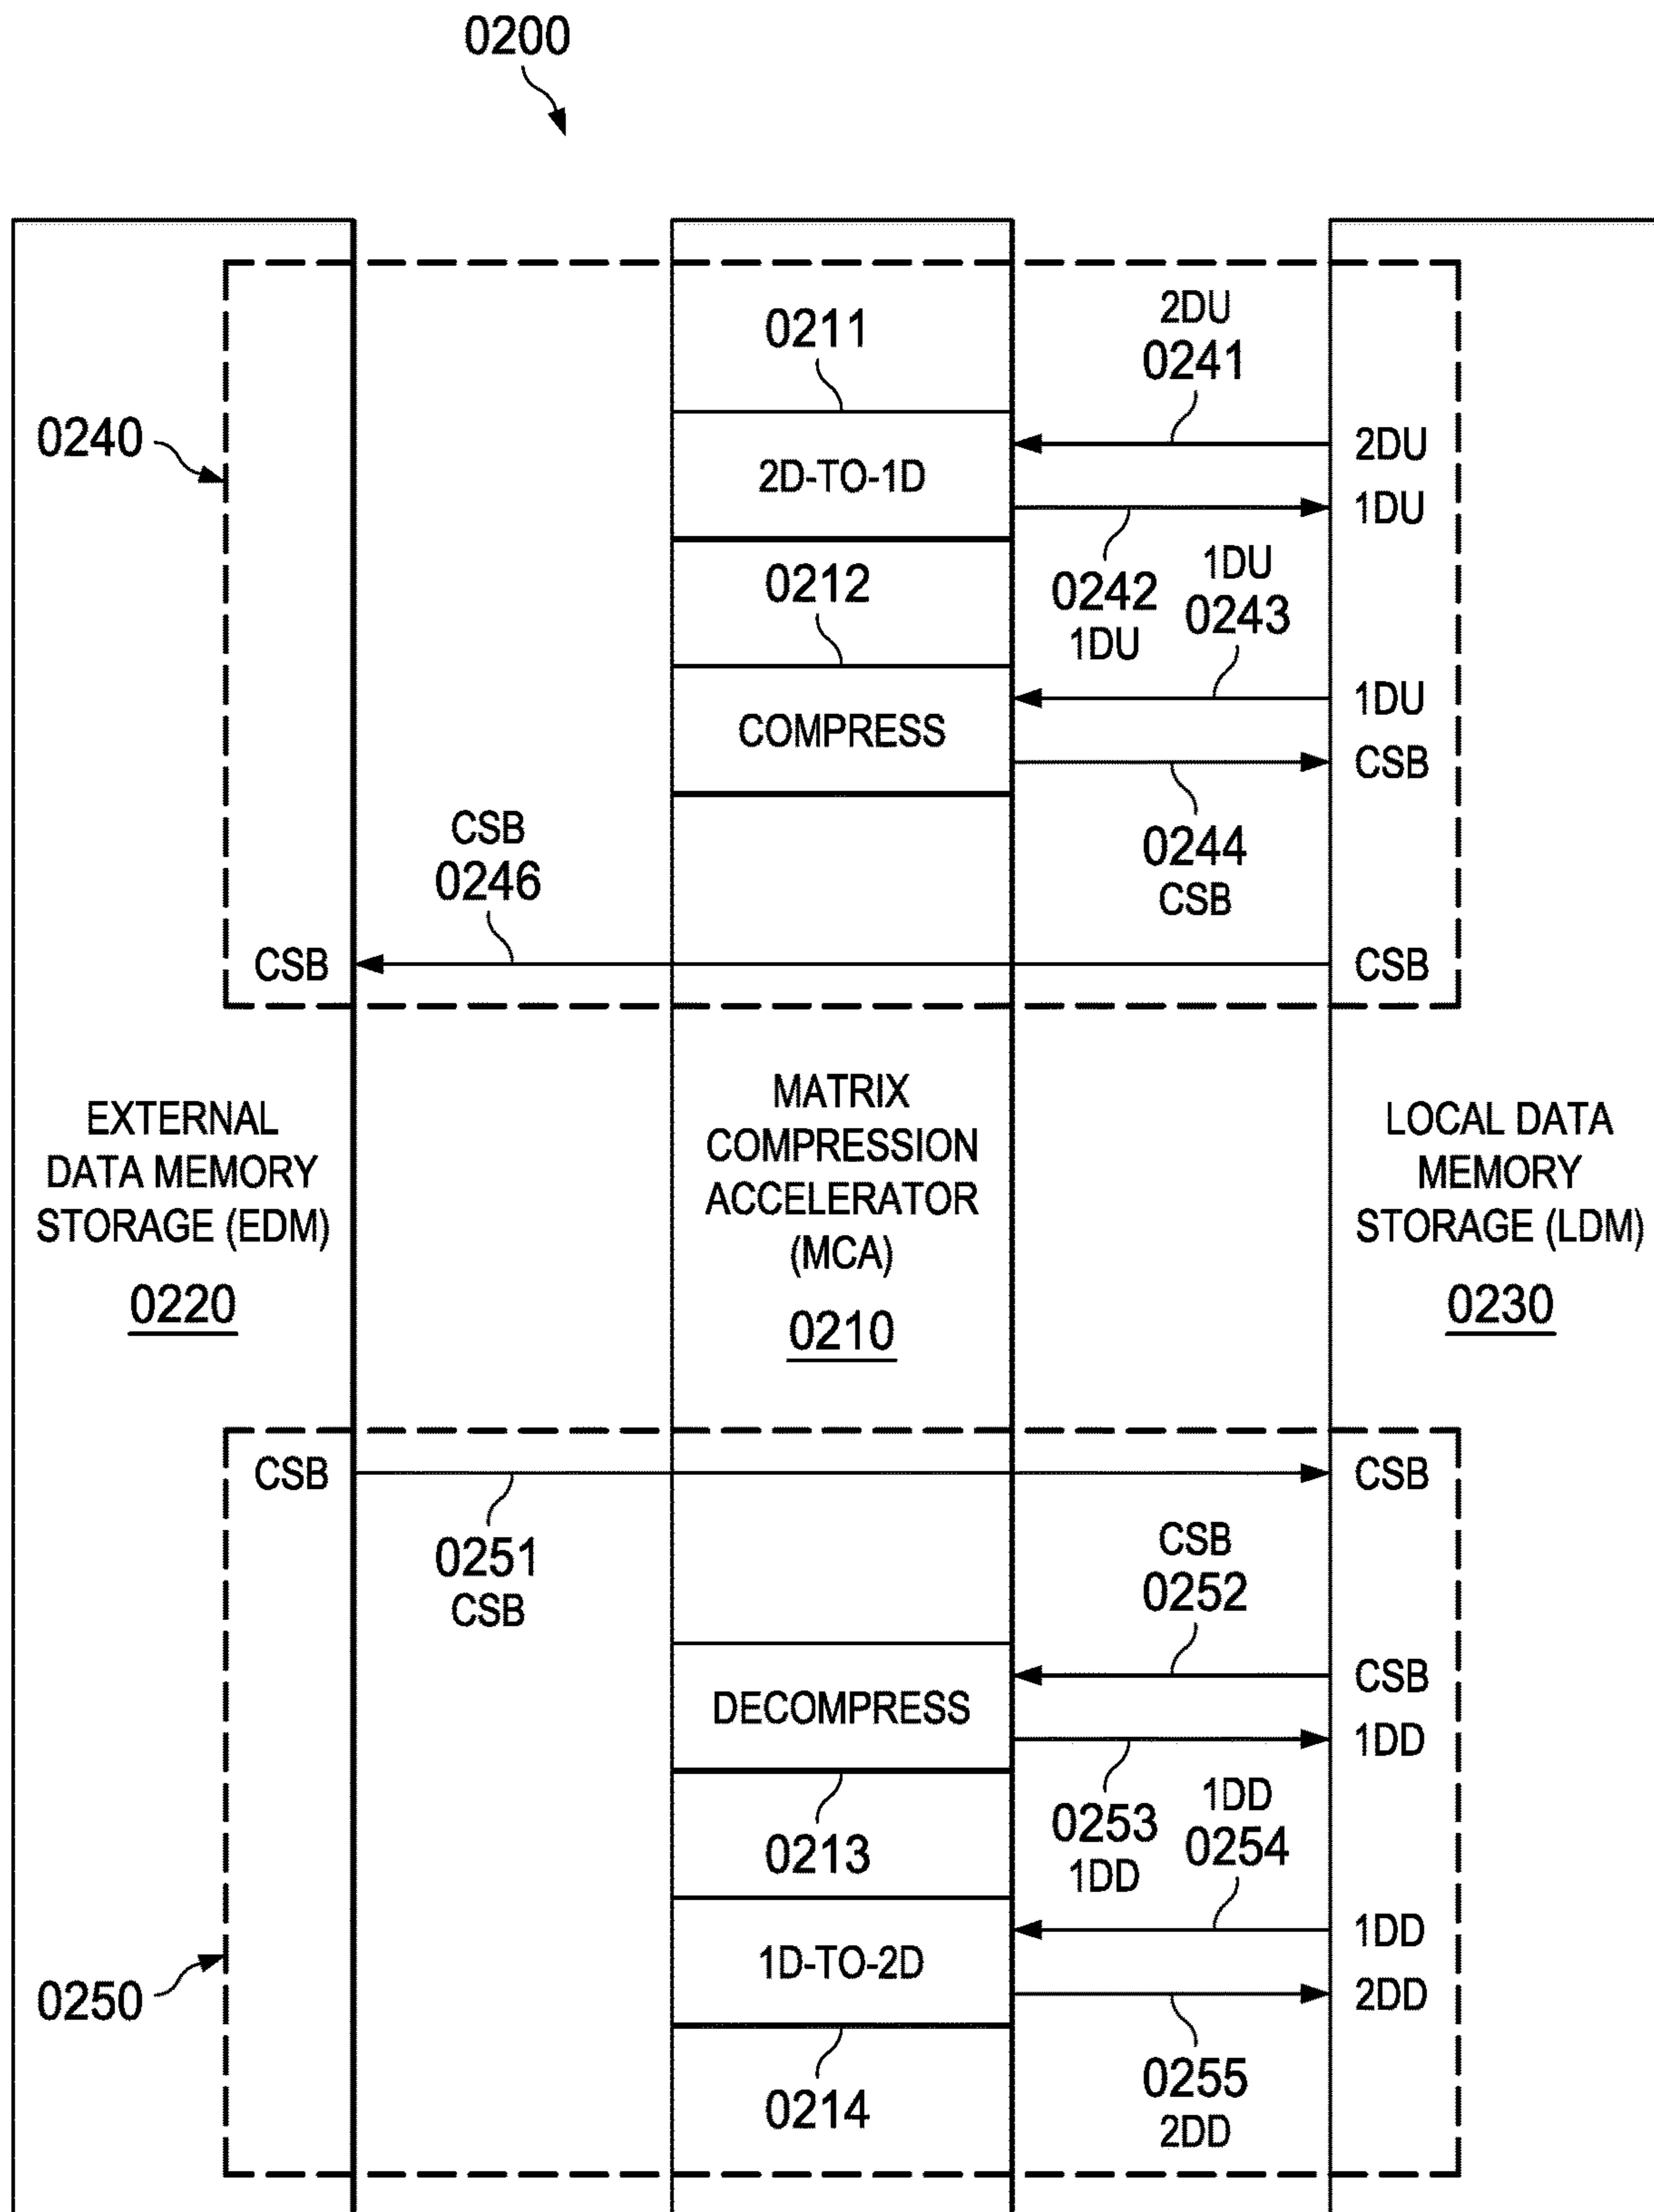 0200
0211
2DU
0241
0240
2D-TO-1D
2DU
1DU
0212
0242
1DU
1DU
0243
COMPRESS
1DU
CSB
CSB
0246
0244
CSB
CSB
CSB
EXTERNAL
DATA MEMORY
STORAGE (EDM)
0220
MATRIX
COMPRESSION
ACCELERATOR
(MCA)
0210
LOCAL DATA
MEMORY
STORAGE (LDM)
0230
CSB
CSB
0251
CSB
CSB
0252
DECOMPRESS
CSB
1DD
0213
0253
1DD
1DD
0254
0250
1D-TO-2D
1DD
2DD
0214
0255
2DD